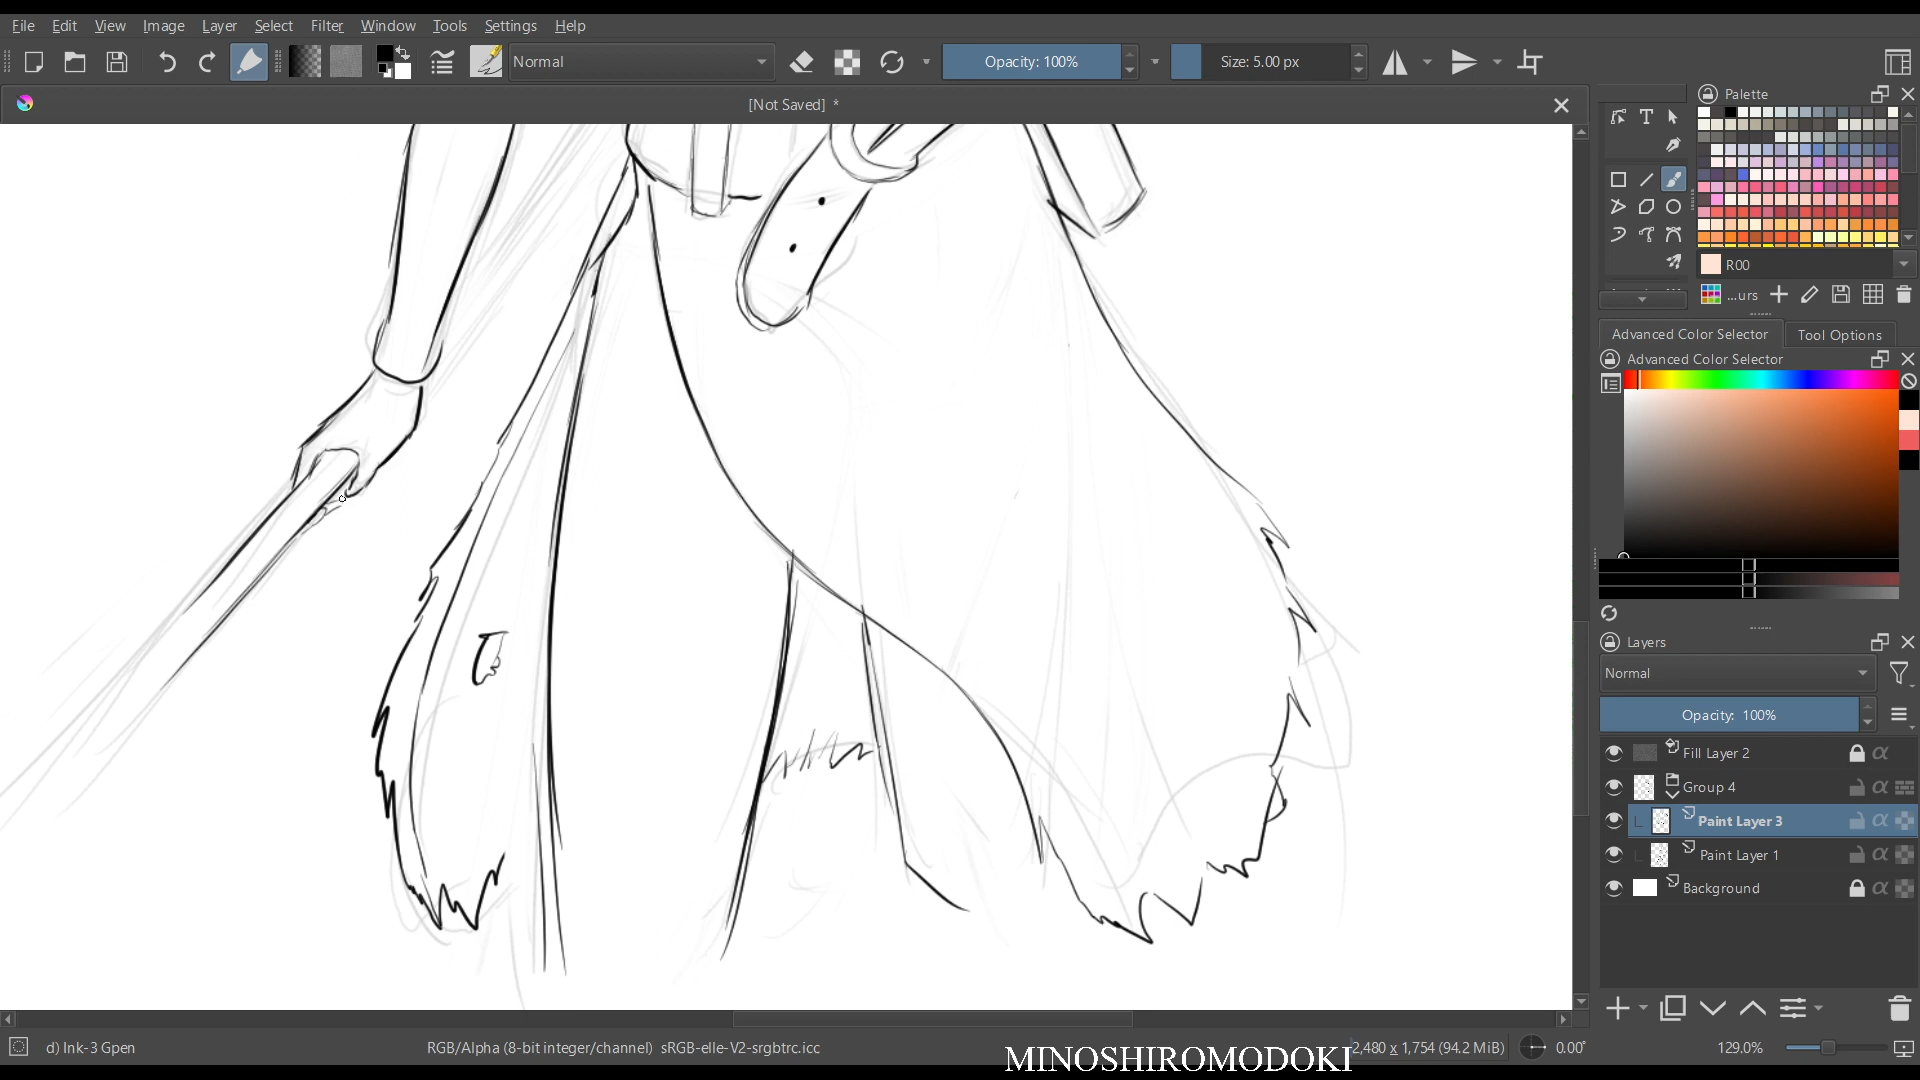 File Edit View Image Layer Select Filter Window Tools Settings Help
Normal Opacity: 100% Size: 5.00 px
[Not Saved] *
Palette
R00
...urs
Advanced Color Selector Tool Options
Advanced Color Selector
Layers
Normal
Opacity: 100%
Fill Layer 2
Group 4
Paint Layer 3
Paint Layer 1
Background
d) Ink-3 Gpen RGB/Alpha (8-bit integer/channel) sRGB-elle-V2-srgbtrc.icc 2,480 x 1,754 (94.2 MiB) 0.00° 129.0%
MINOSHIROMODOKI